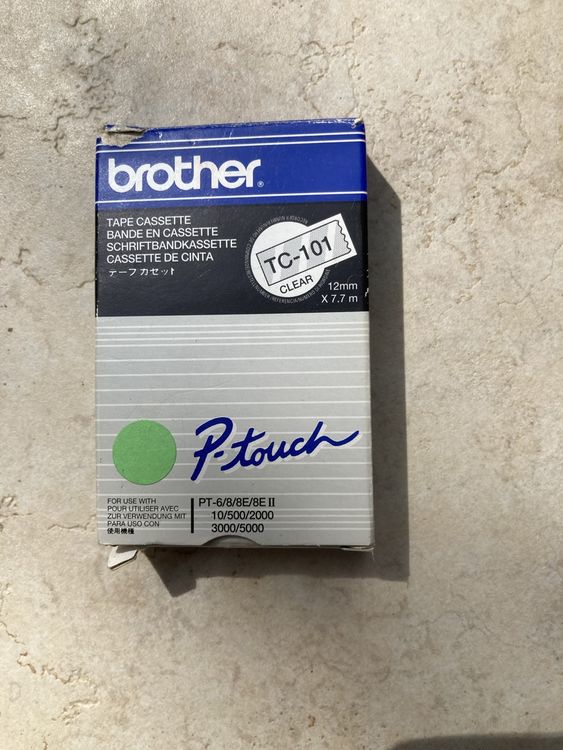 brother®
TAPE CASSETTE
BANDE EN CASSETTE
SCHRIFTBANDKASSETTE
CASSETTE DE CINTA
テープカセット
TC-101
CLEAR
12mm
X 7.7 m
P-touch
FOR USE WITH
POUR UTILISER AVEC
ZUR VERWENDUNG MIT
PARA USO CON
使用機種
PT-6/8/8E/8E II
10/500/2000
3000/5000